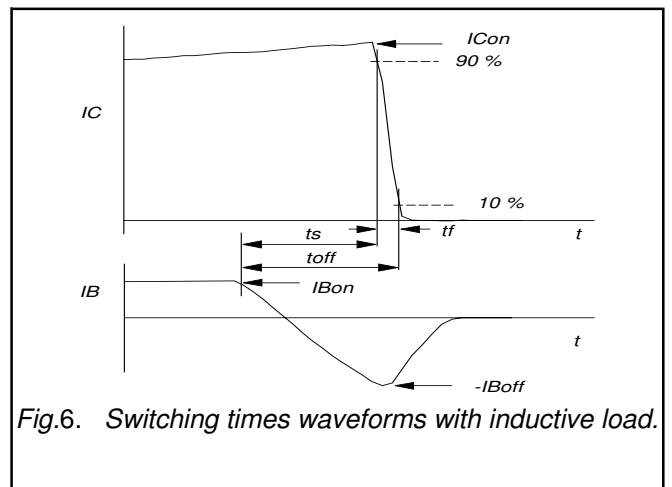 ICon
90 %
IC
10 %
ts
tf
t
toff
IB
IBon
t
-IBoff
Fig.6. Switching times waveforms with inductive load.